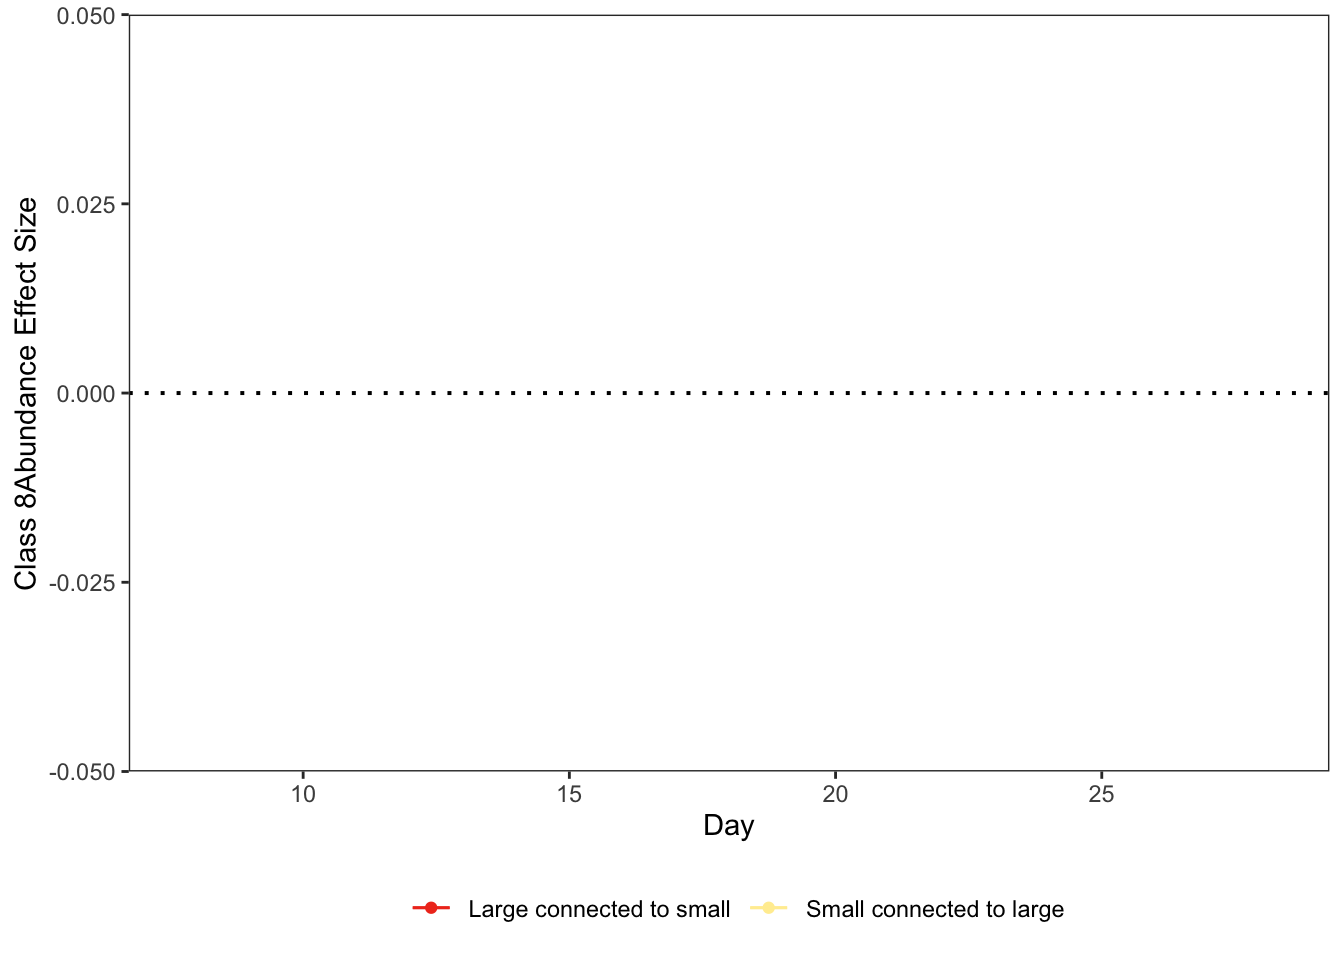 0.050
0.025
0.000
-0.025
-0.050
Class 8Abundance Effect Size
10 15 20 25
Day
Large connected to small Small connected to large